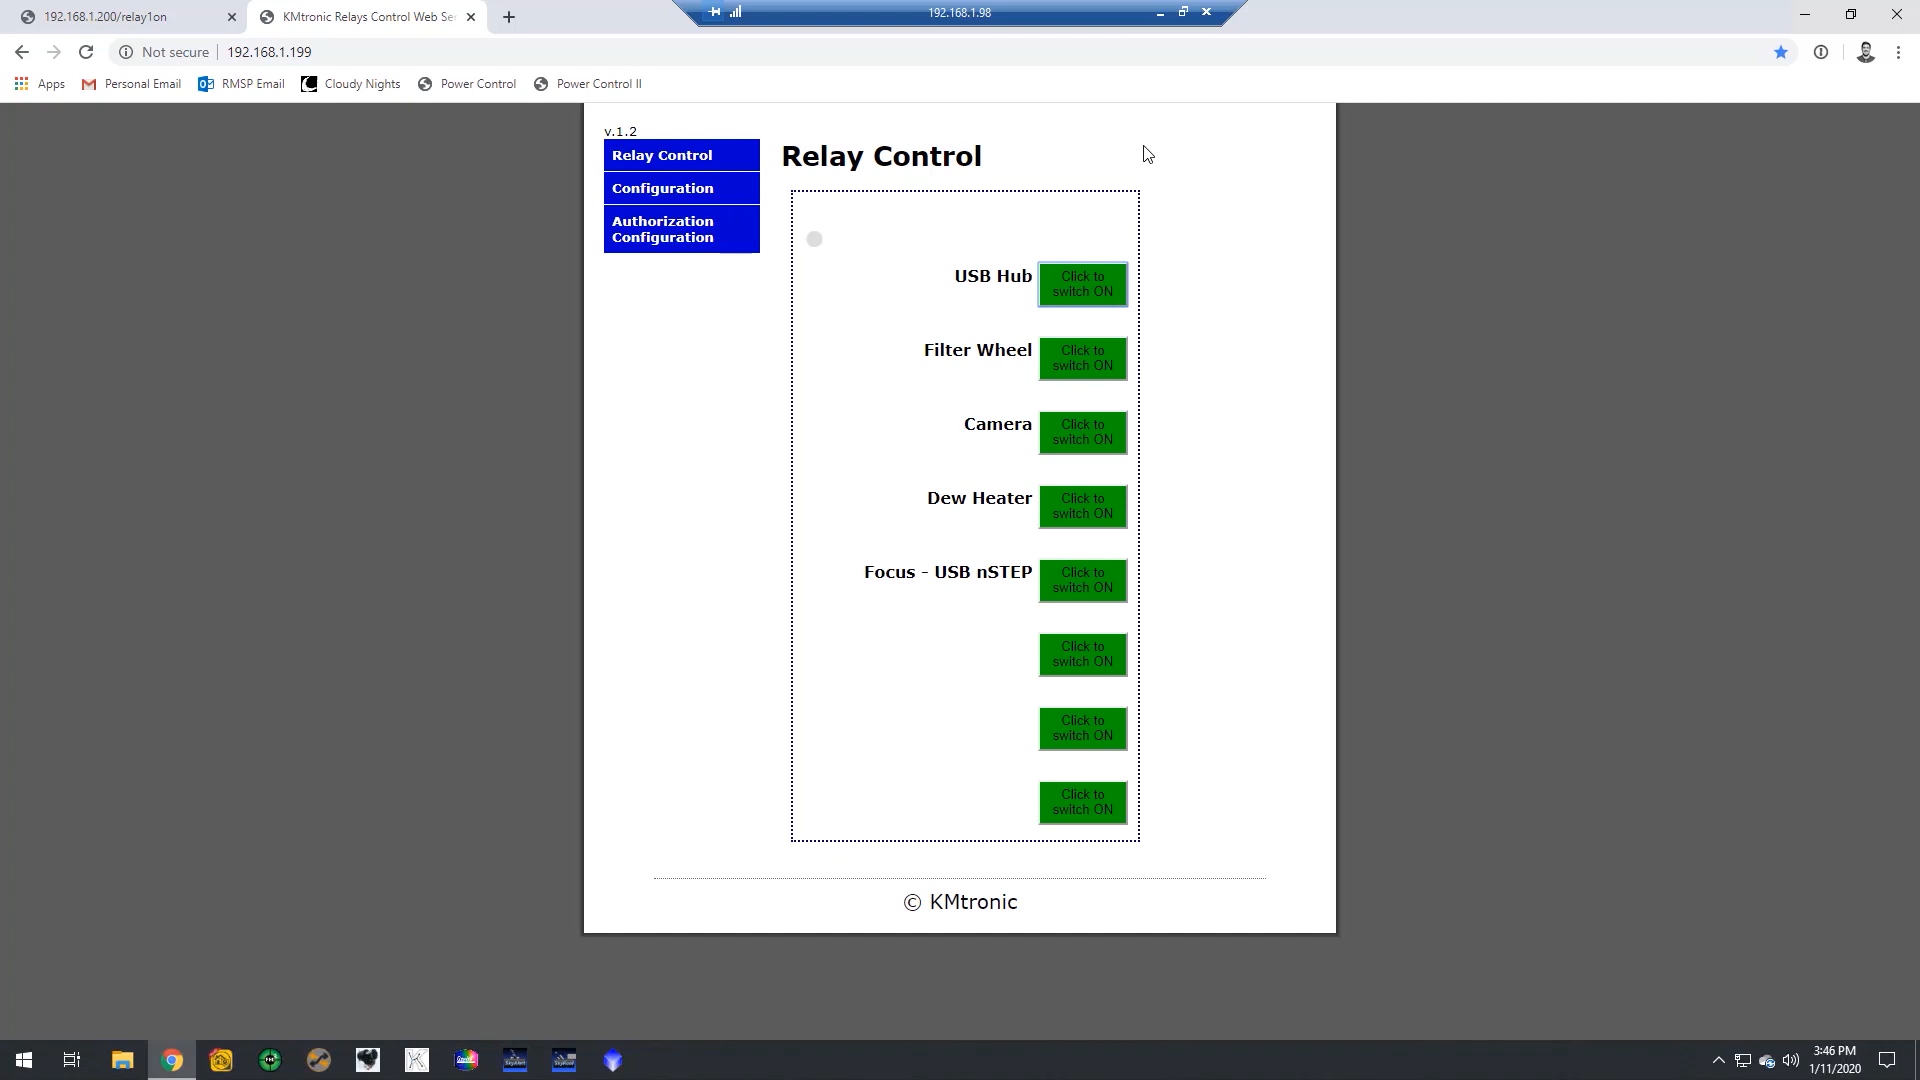 192.168.1.200/relay1on
KMtronic Relays Control Web Ser
192.168.1.98
Not secure
192.168.1.199
Apps
Personal Email
RMSP Email
Cloudy Nights
Power Control
Power Control II
v.1.2
Relay Control
Configuration
Authorization
Configuration
Relay Control
USB Hub
Click to
switch ON
Filter Wheel
Click to
switch ON
Camera
Click to
switch ON
Dew Heater
Click to
switch ON
Focus - USB nSTEP
Click to
switch ON
Click to
switch ON
Click to
switch ON
Click to
switch ON
© KMtronic
3:46 PM
1/11/2020